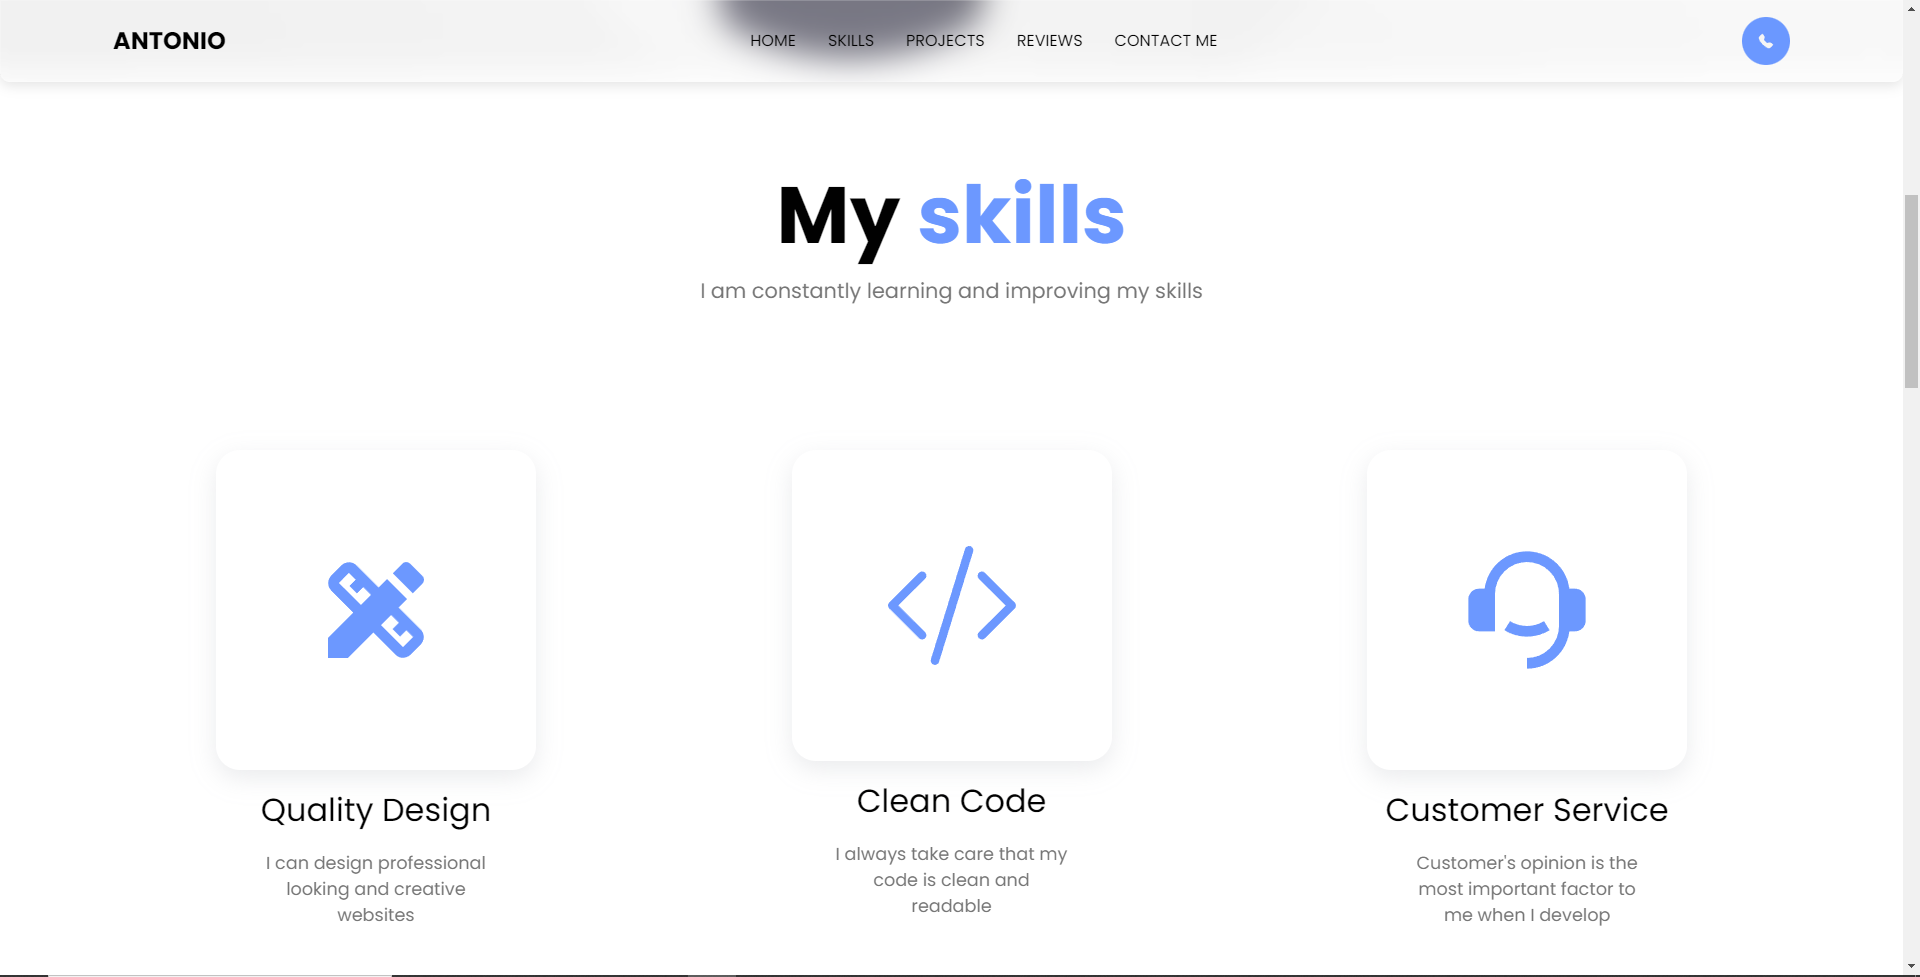 ANTONIO
HOME SKILLS PROJECTS REVIEWS CONTACT ME
My skills
I am constantly learning and improving my skills
Quality Design
I can design professional
looking and creative
websites
Clean Code
I always take care that my
code is clean and
readable
Customer Service
Customer's opinion is the
most important factor to
me when I develop